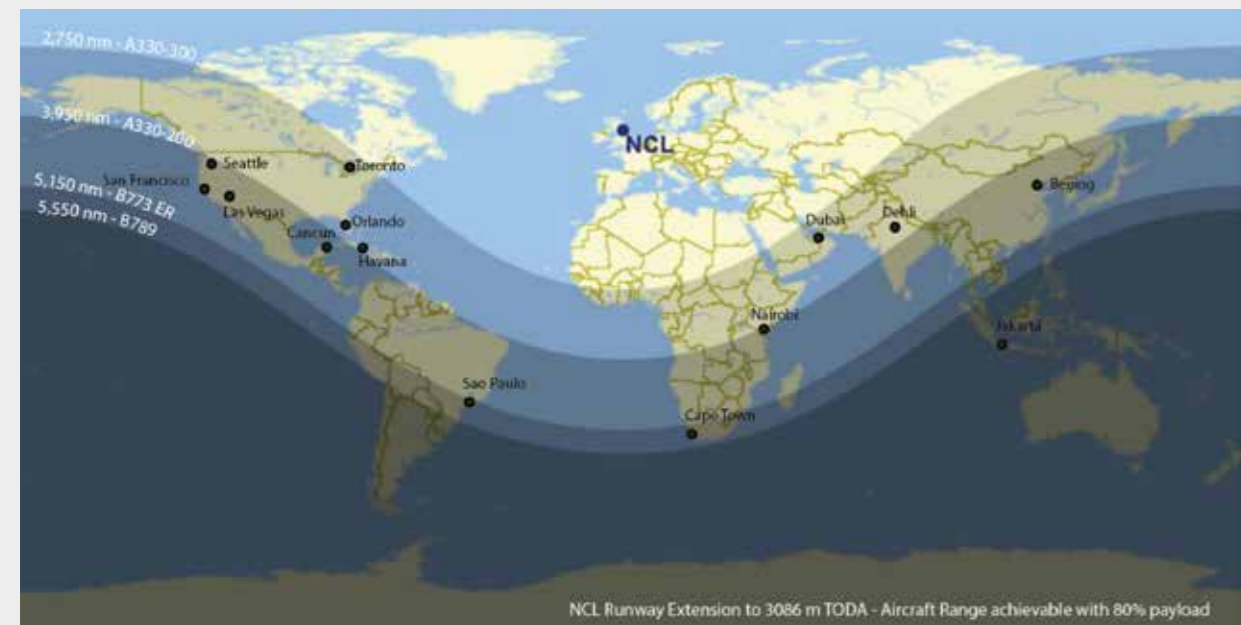 2,750 nm - A330-300
3,950 nm - A330-200
5,150 nm - B773 ER
5,550 nm - B789
NCL
Seattle
Toronto
San Francisco
Las Vegas
Orlando
Cancun
Havana
Dubai
Dehli
Beijing
Nairobi
Jakarta
Sao Paulo
Cape Town
NCL Runway Extension to 3086 m TODA - Aircraft Range achievable with 80% payload